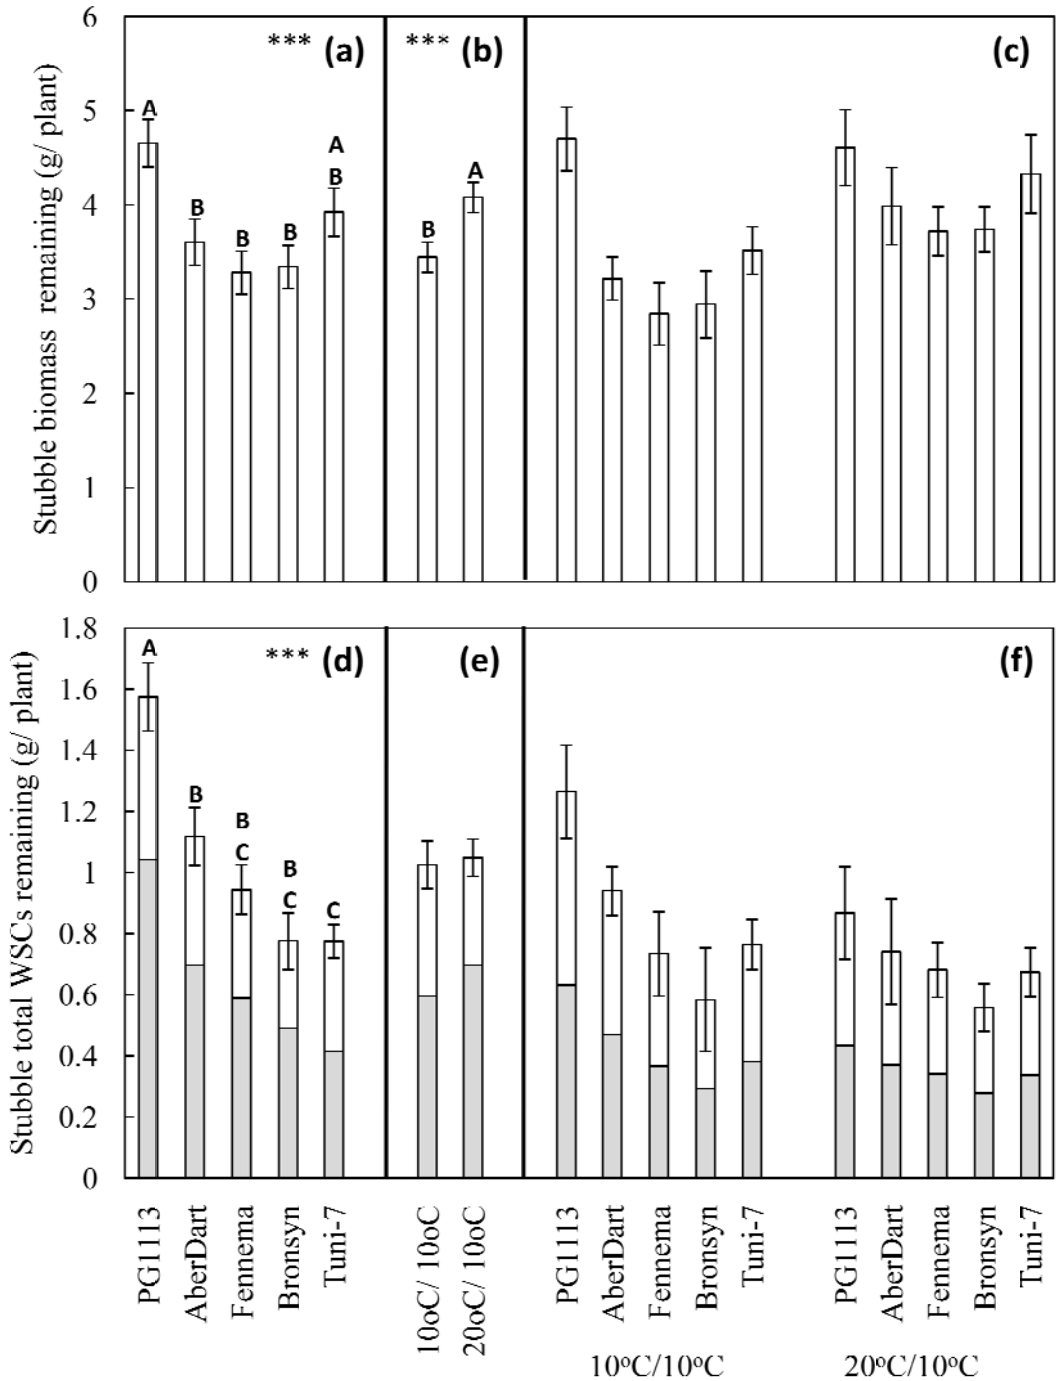 Stubble biomass remaining (g/ plant)
6
5
4
3
2
1
0
*** (a)
A
B
B
B
A
B
*** (b)
B
A
(c)
Stubble total WSCs remaining (g/ plant)
1.8
1.6
1.4
1.2
1
0.8
0.6
0.4
0.2
0
*** (d)
A
B
B
C
B
C
C
(e)
(f)
PG1113
AberDart
Fennema
Bronsyn
Tuni-7
10oC/ 10oC
20oC/ 10oC
PG1113
AberDart
Fennema
Bronsyn
Tuni-7
PG1113
AberDart
Fennema
Bronsyn
Tuni-7
10ºC/10ºC
20ºC/10ºC